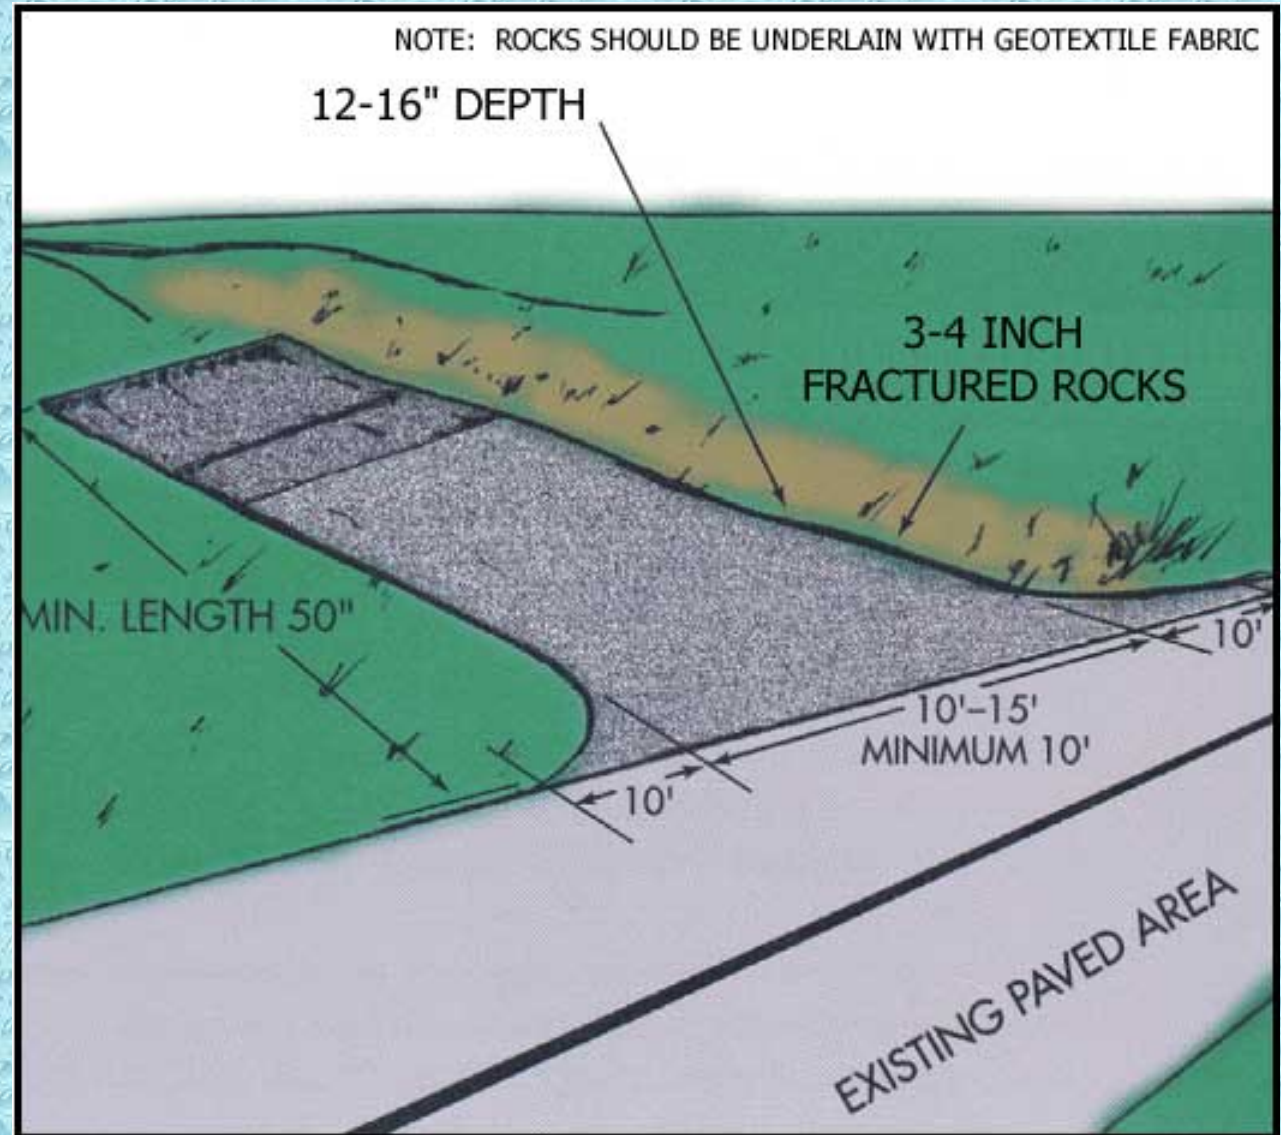 NOTE: ROCKS SHOULD BE UNDERLAIN WITH GEOTEXTILE FABRIC
12-16" DEPTH
3-4 INCH
FRACTURED ROCKS
MIN. LENGTH 50"
10'
10'-15'
MINIMUM 10'
10'
EXISTING PAVED AREA